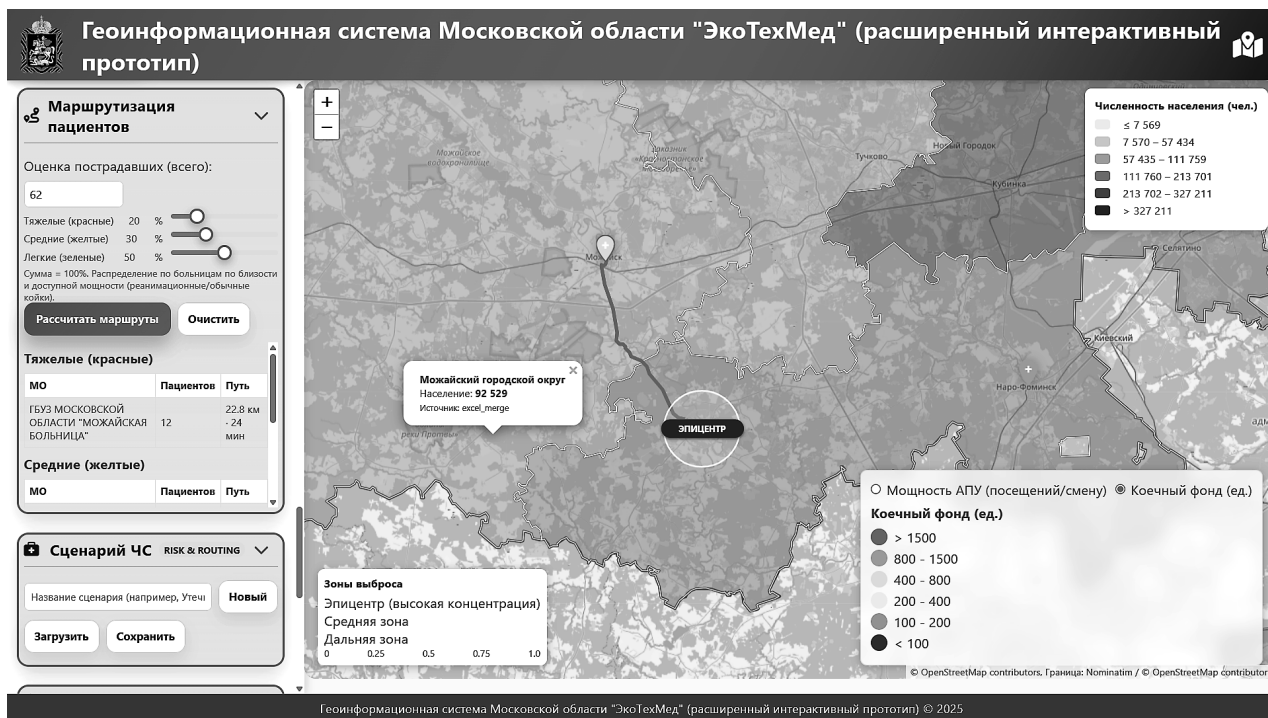 Геоинформационная система Московской области "ЭкоТехМед" (расширенный интерактивный
прототип)
Маршрутизация
пациентов
Оценка пострадавших (всего):
62
Тяжелые (красные) 20 %
Средние (желтые) 30 %
Легкие (зеленые) 50 %
Сумма = 100%. Распределение по больницам по близости
и доступной мощности (реанимационные/обычные
койки).
Рассчитать маршруты Очистить
Тяжелые (красные)
МО Пациентов Путь
ГБУЗ МОСКОВСКОЙ
ОБЛАСТИ "МОЖАЙСКАЯ
БОЛЬНИЦА"
12
22.8 км
· 24
мин
Средние (желтые)
МО Пациентов Путь
Сценарий ЧС RISK & ROUTING
Название сценария (например, Утеч
Новый
Загрузить Сохранить
+
−
Можайское
водохранилище
заказник
Тучково
Новый Городок
Кубинка
Селятино
Можайск
Киевский
Наро-Фоминск
реки Протвы»
адм
Можайский городской округ
×
Население: 92 529
Источник: excel_merge
ЭПИЦЕНТР
Численность населения (чел.)
≤ 7 569
7 570 – 57 434
57 435 – 111 759
111 760 – 213 701
213 702 – 327 211
> 327 211
Зоны выброса
Эпицентр (высокая концентрация)
Средняя зона
Дальняя зона
0 0.25 0.5 0.75 1.0
Мощность АПУ (посещений/смену) Коечный фонд (ед.)
Коечный фонд (ед.)
> 1500
800 - 1500
400 - 800
200 - 400
100 - 200
< 100
© OpenStreetMap contributors, Граница: Nominatim / © OpenStreetMap contributor
Геоинформационная система Московской области "ЭкоТехМед" (расширенный интерактивный прототип) © 2025